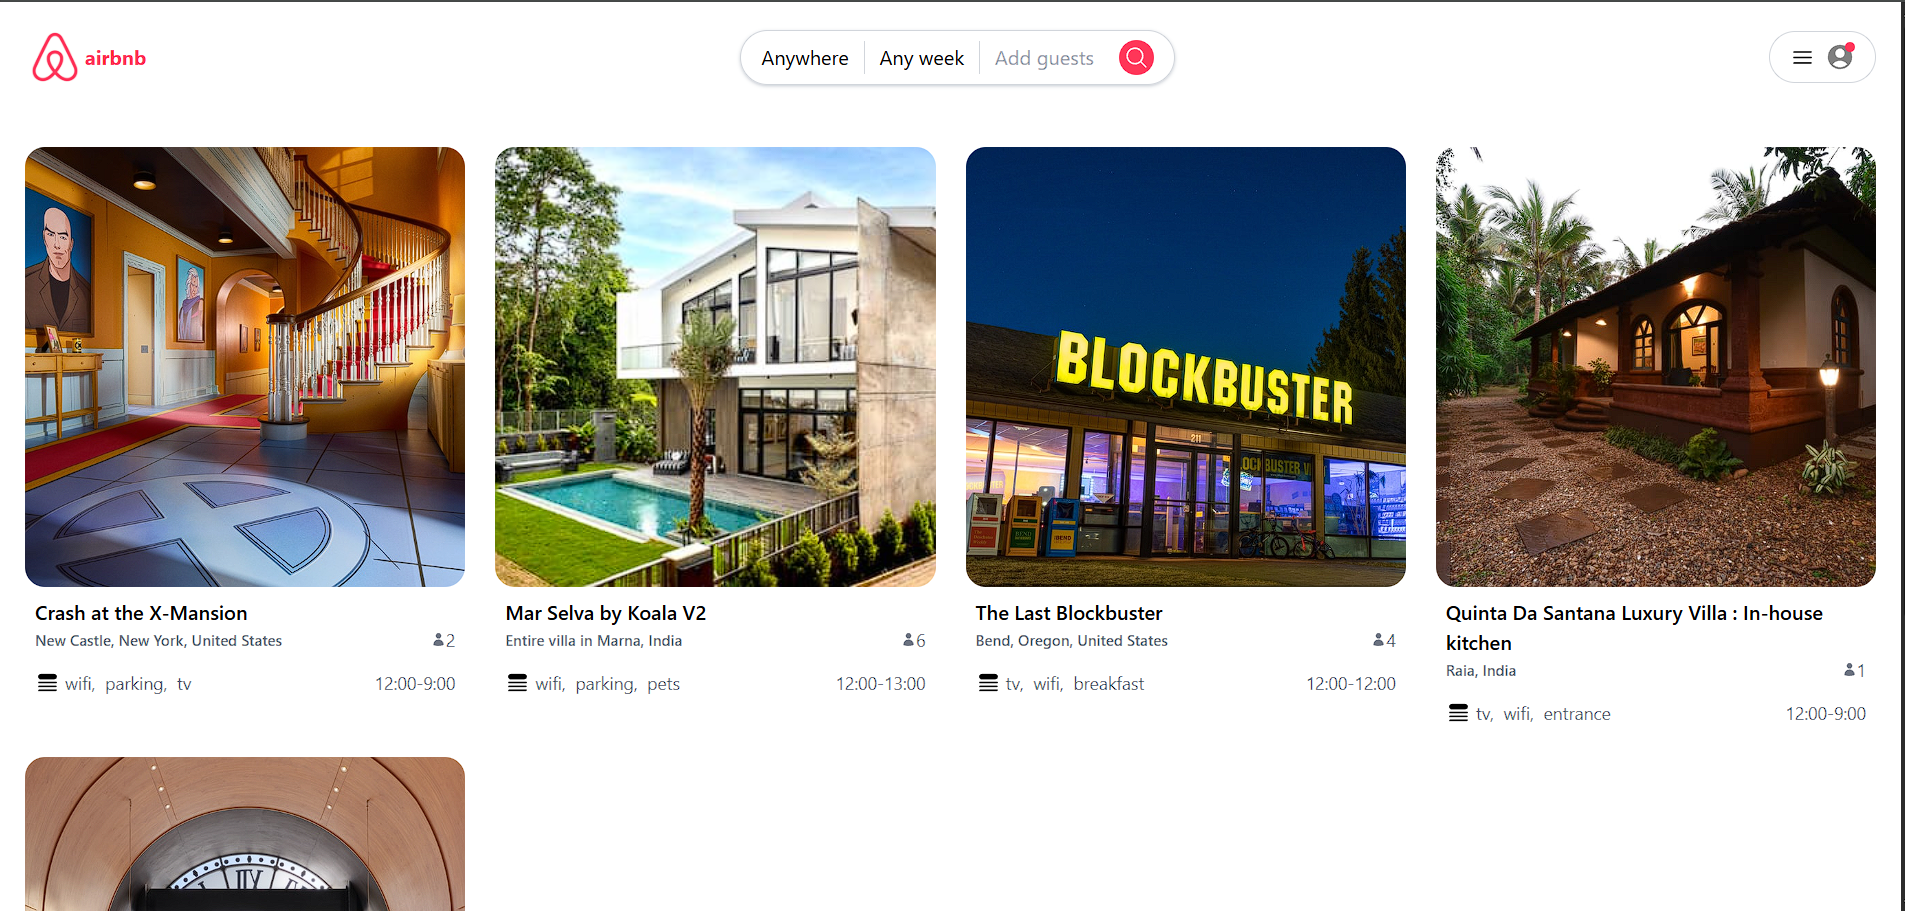 airbnb
Anywhere
Any week
Add guests
BLOCKBUSTER
211
BEND
BEND
Crash at the X-Mansion
New Castle, New York, United States
2
wifi, parking, tv
12:00-9:00
Mar Selva by Koala V2
Entire villa in Marna, India
6
wifi, parking, pets
12:00-13:00
The Last Blockbuster
Bend, Oregon, United States
4
tv, wifi, breakfast
12:00-12:00
Quinta Da Santana Luxury Villa : In-house
kitchen
Raia, India
1
tv, wifi, entrance
12:00-9:00